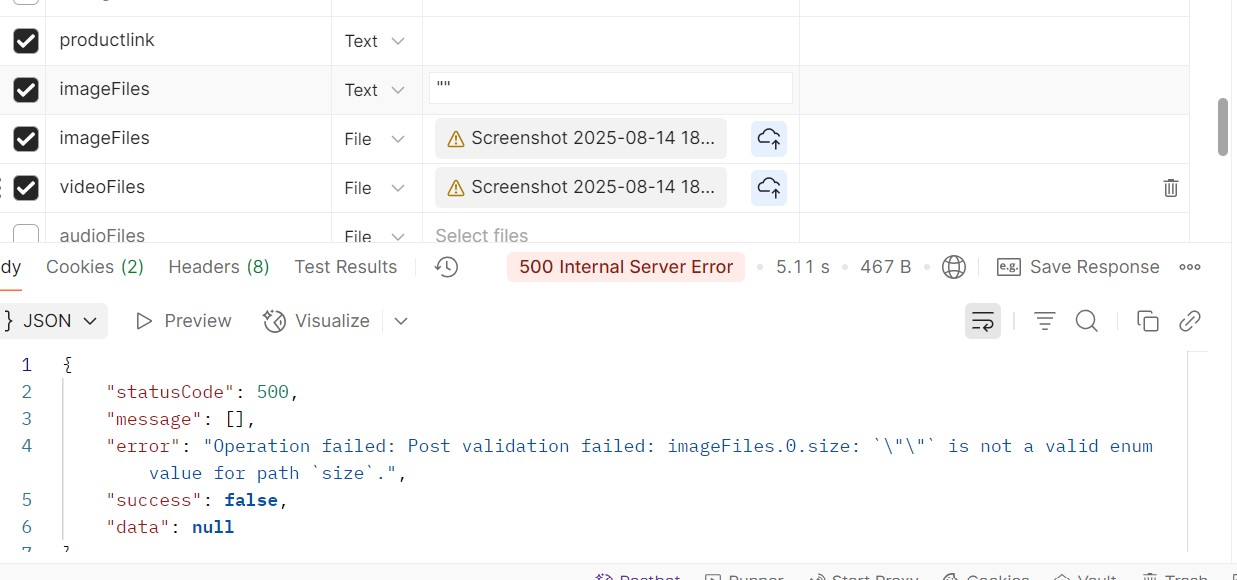 productlink Text
imageFiles Text ""
imageFiles File Screenshot 2025-08-14 18...
videoFiles File Screenshot 2025-08-14 18...
audioFiles File Select files
dy Cookies (2) Headers (8) Test Results 500 Internal Server Error • 5.11 s • 467 B • e.g. Save Response
} JSON Preview Visualize
1 {
2 "statusCode": 500,
3 "message": [],
4 "error": "Operation failed: Post validation failed: imageFiles.0.size: `\"\"` is not a valid enum
value for path `size`.",
5 "success": false,
6 "data": null
7 }
Postbot Runner Start Proxy Cookies Vault Trash